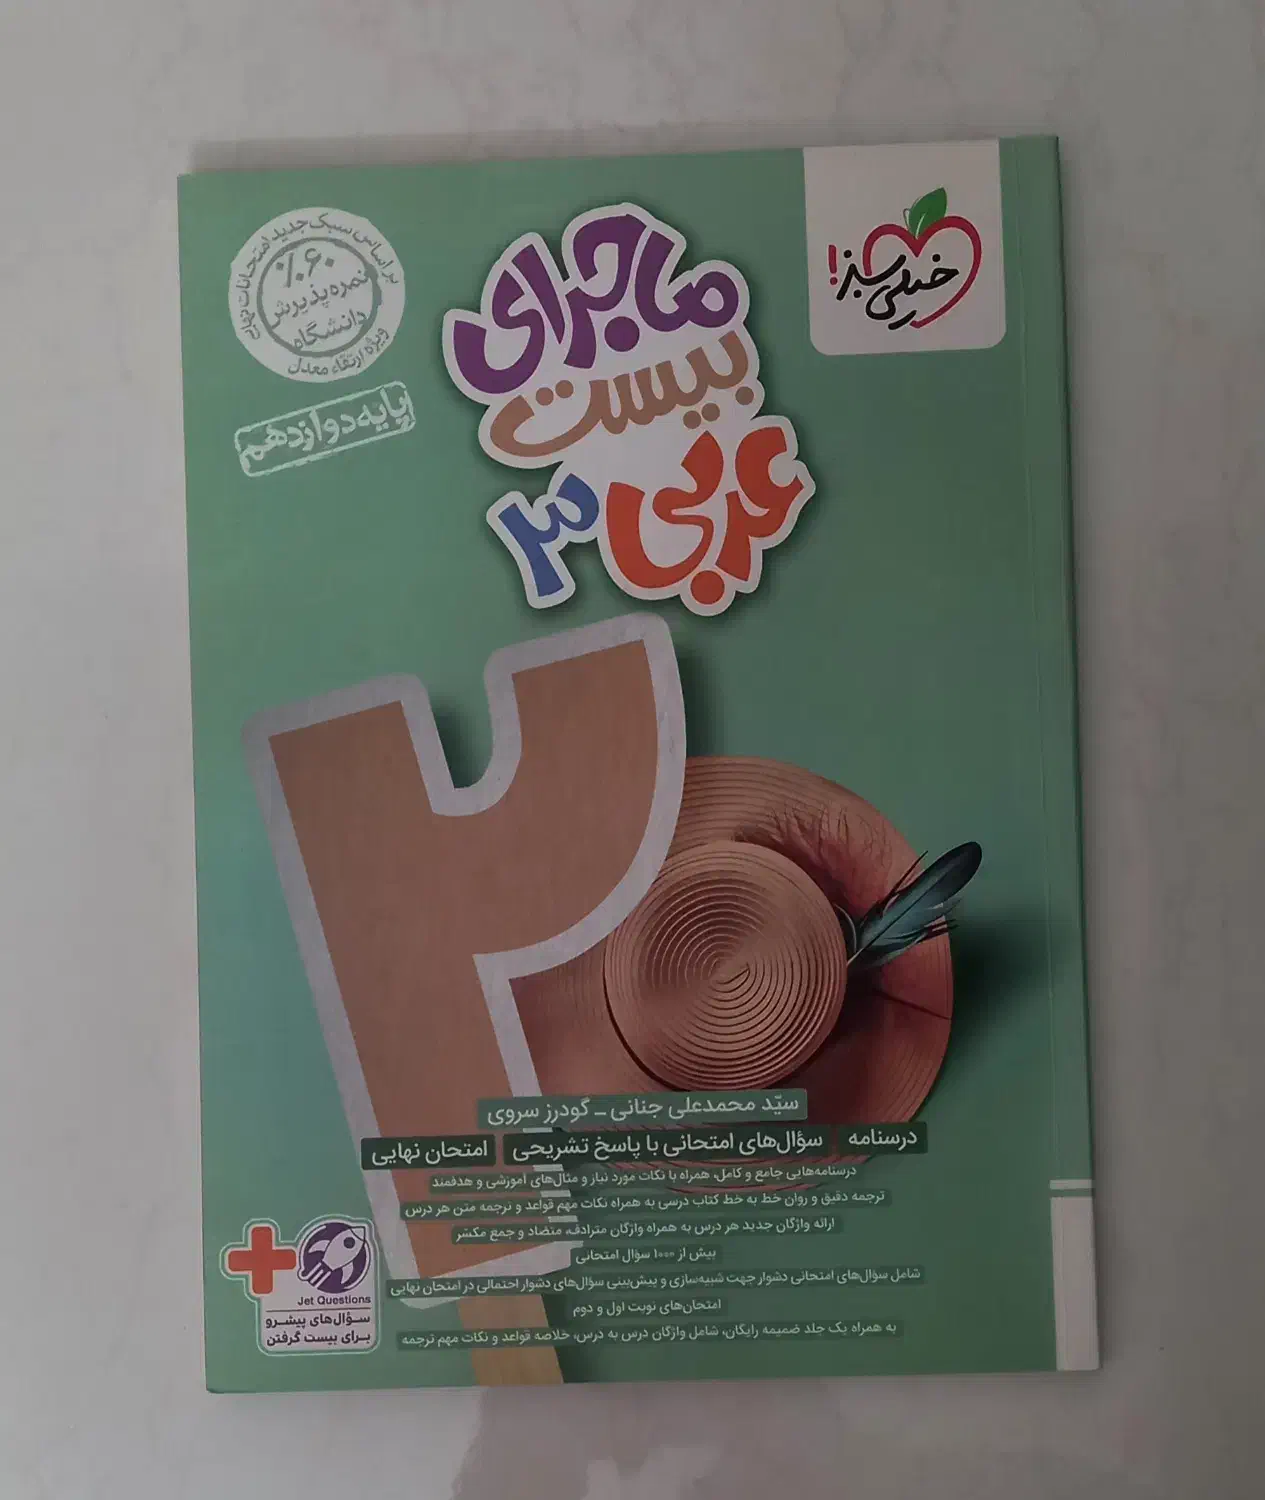 خیلی سبز!
ماجرای
بیست
عربی ۳
براساس سبک جدید امتحانات نهایی
۶۰٪
نمره پذیرش
دانشگاه
ویژه ارتقاء معدل
پایه دوازدهم
۲۰
سیّد محمدعلی جنانی - گودرز سروی
درسنامه سؤال‌های امتحانی با پاسخ تشریحی امتحان نهایی
درسنامه‌هایی جامع و کامل، همراه با نکات مورد نیاز و مثال‌های آموزشی و هدفمند
ترجمه دقیق و روان خط به خط کتاب درسی به همراه نکات مهم قواعد و ترجمه متن هر درس
ارائه واژگان جدید هر درس به همراه واژگان مترادف، متضاد و جمع مکسّر
بیش از ۱۰۰۰ سؤال امتحانی
شامل سؤال‌های امتحانی دشوار جهت شبیه‌سازی و پیش‌بینی سؤال‌های دشوار احتمالی در امتحان نهایی
امتحان‌های نوبت اول و دوم
به همراه یک جلد ضمیمه رایگان، شامل واژگان درس به درس، خلاصه قواعد و نکات مهم ترجمه
Jet Questions
سؤال‌های پیشرو
برای بیست گرفتن